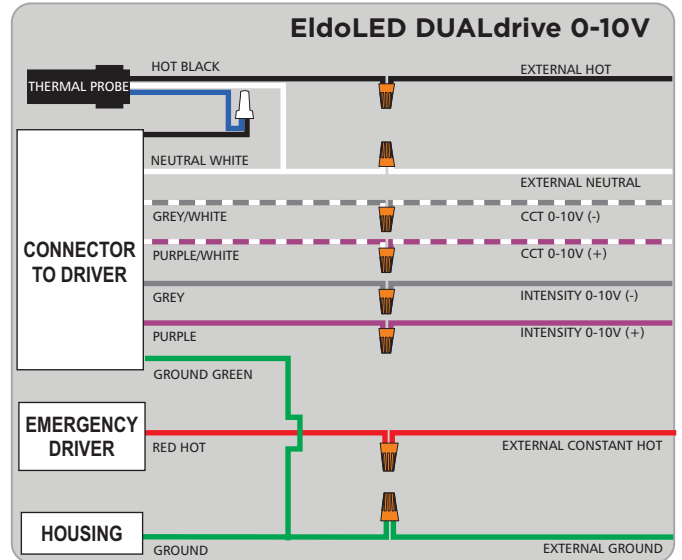 EldoLED DUALdrive 0-10V
HOT BLACK
EXTERNAL HOT
THERMAL PROBE
NEUTRAL WHITE
EXTERNAL NEUTRAL
GREY/WHITE
CCT 0-10V (-)
CONNECTOR
TO DRIVER
PURPLE/WHITE
CCT 0-10V (+)
GREY
INTENSITY 0-10V (-)
PURPLE
INTENSITY 0-10V (+)
GROUND GREEN
EMERGENCY
DRIVER
RED HOT
EXTERNAL CONSTANT HOT
HOUSING
GROUND
EXTERNAL GROUND